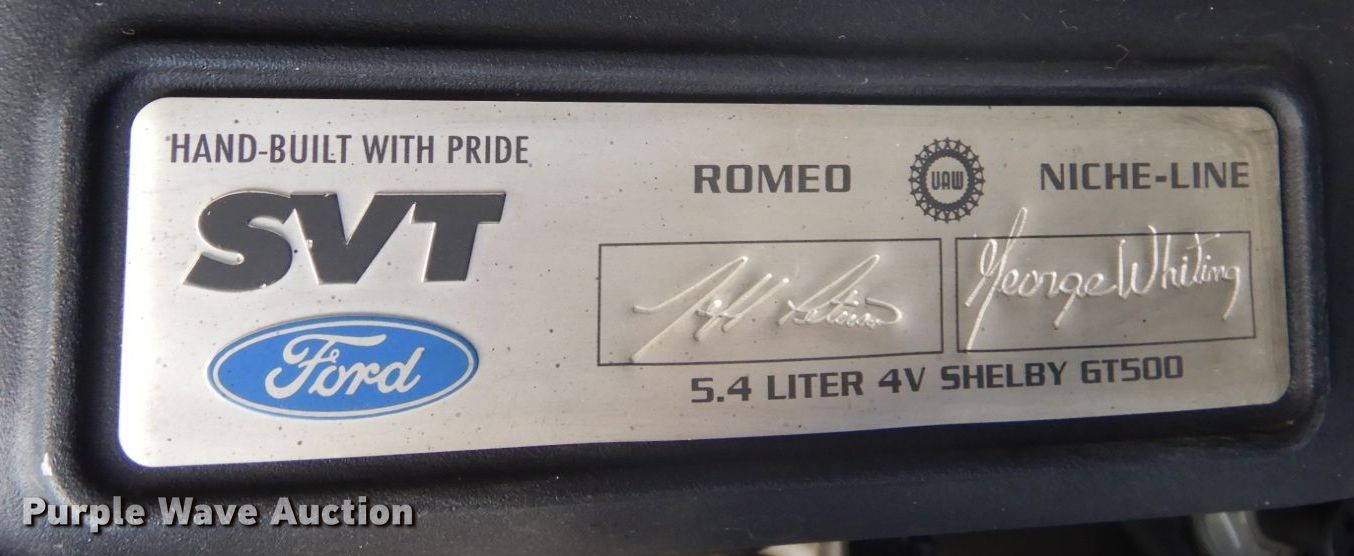 HAND-BUILT WITH PRIDE
SVT
Ford
ROMEO UAW NICHE-LINE
George Whiting
5.4 LITER 4V SHELBY GT500
Purple Wave Auction